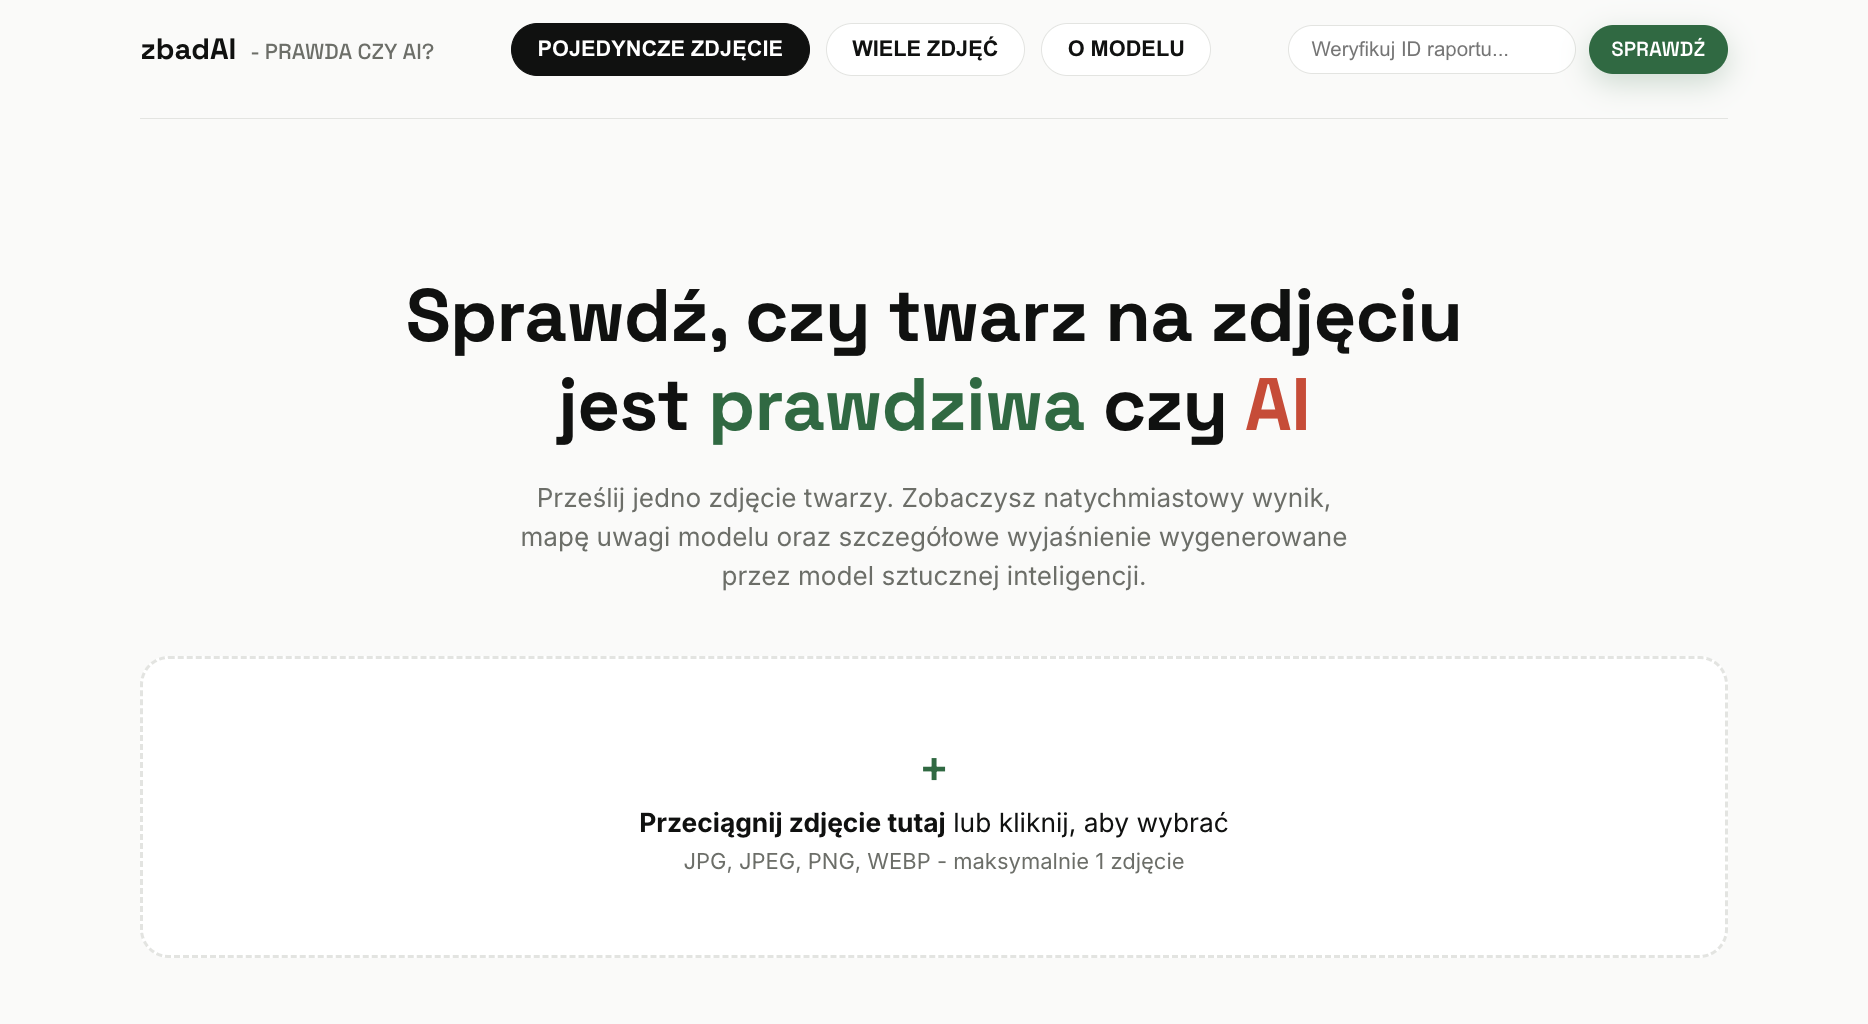 zbadAI - PRAWDA CZY AI?
POJEDYNCZE ZDJĘCIE
WIELE ZDJĘĆ
O MODELU
Weryfikuj ID raportu...
SPRAWDŹ
Sprawdź, czy twarz na zdjęciu
jest prawdziwa czy AI
Prześlij jedno zdjęcie twarzy. Zobaczysz natychmiastowy wynik,
mapę uwagi modelu oraz szczegółowe wyjaśnienie wygenerowane
przez model sztucznej inteligencji.
+
Przeciągnij zdjęcie tutaj lub kliknij, aby wybrać
JPG, JPEG, PNG, WEBP - maksymalnie 1 zdjęcie